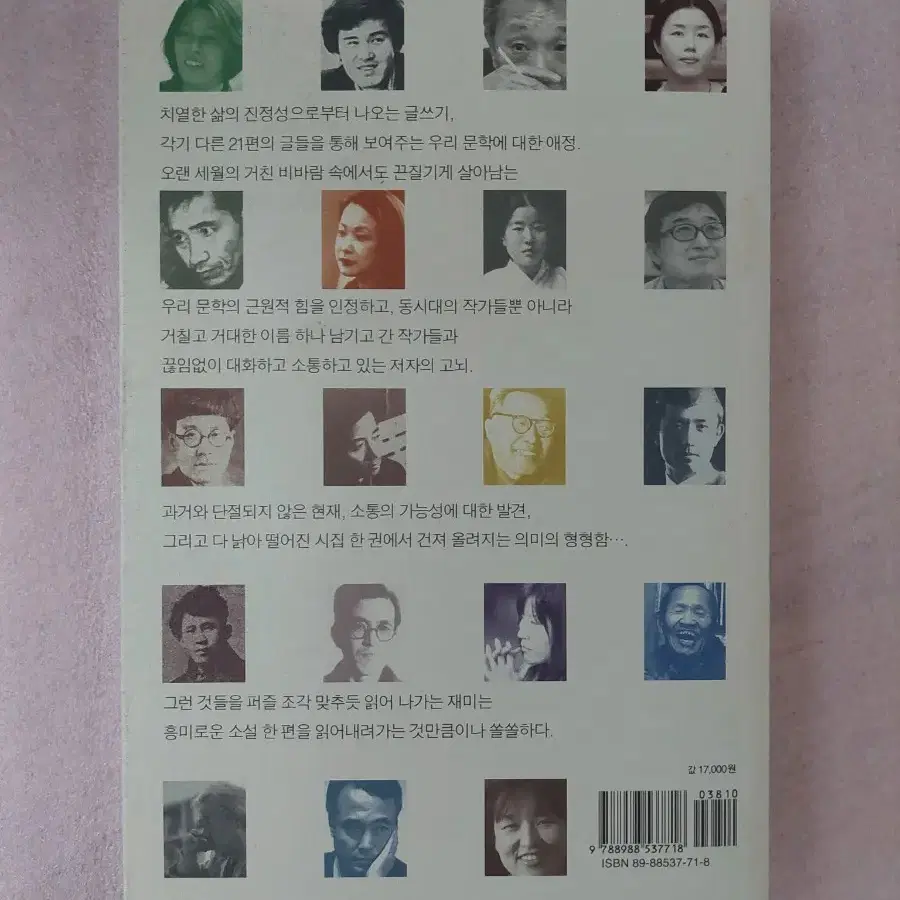 치열한 삶의 진정성으로부터 나오는 글쓰기,
각기 다른 21편의 글들을 통해 보여주는 우리 문학에 대한 애정.
오랜 세월의 거친 비바람 속에서도 끈질기게 살아남는
우리 문학의 근원적 힘을 인정하고, 동시대의 작가들뿐 아니라
거칠고 거대한 이름 하나 남기고 간 작가들과
끊임없이 대화하고 소통하고 있는 저자의 고뇌.
과거와 단절되지 않은 현재, 소통의 가능성에 대한 발견,
그리고 다 낡아 떨어진 시집 한 권에서 건져 올려지는 의미의 형형함….
그런 것들을 퍼즐 조각 맞추듯 읽어 나가는 재미는
흥미로운 소설 한 편을 읽어내려가는 것만큼이나 쏠쏠하다.
값 17,000원
03810
9 788988 537718
ISBN 89-88537-71-8